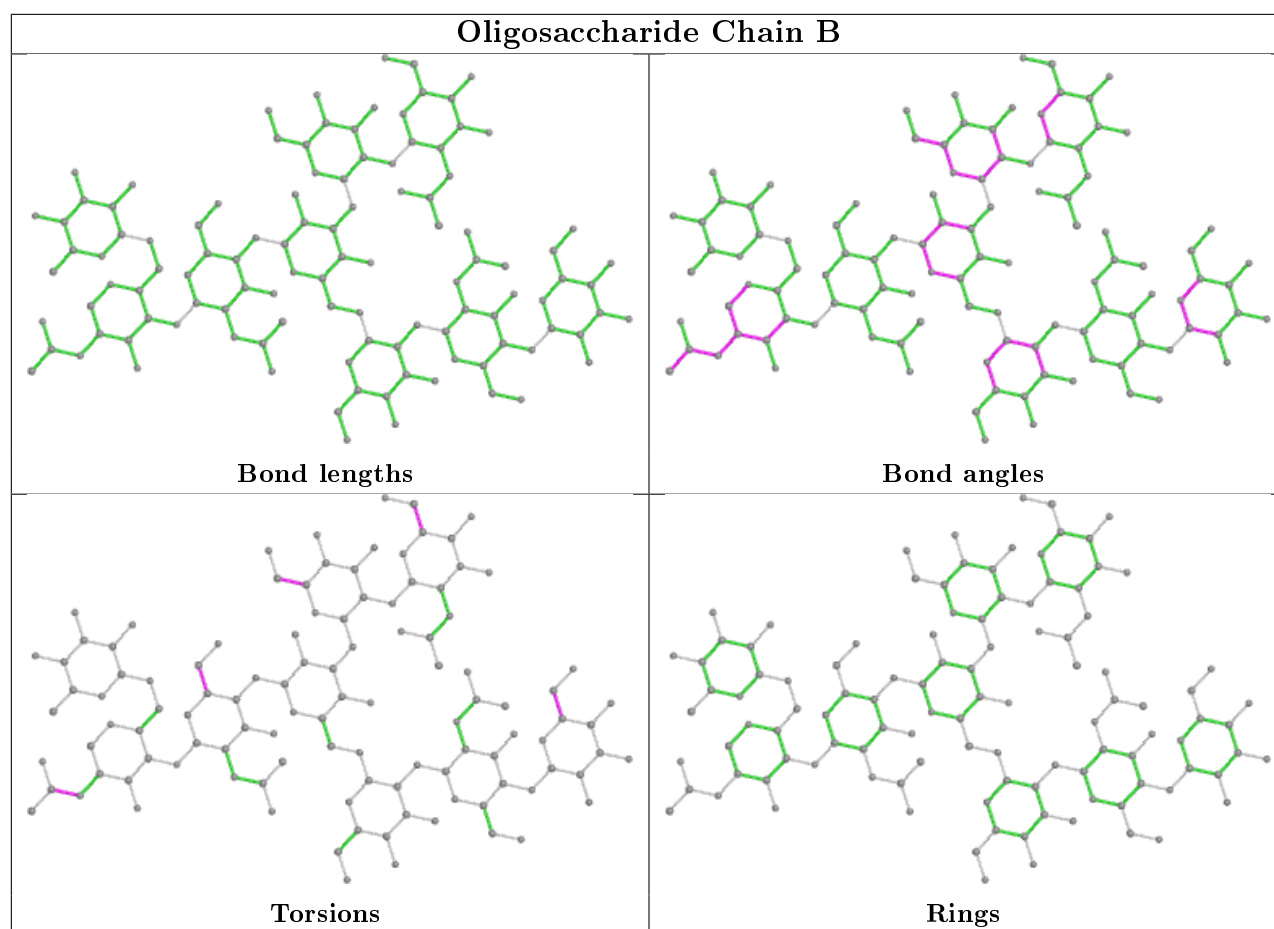 Oligosaccharide Chain B
Bond lengths
Bond angles
Torsions
Rings